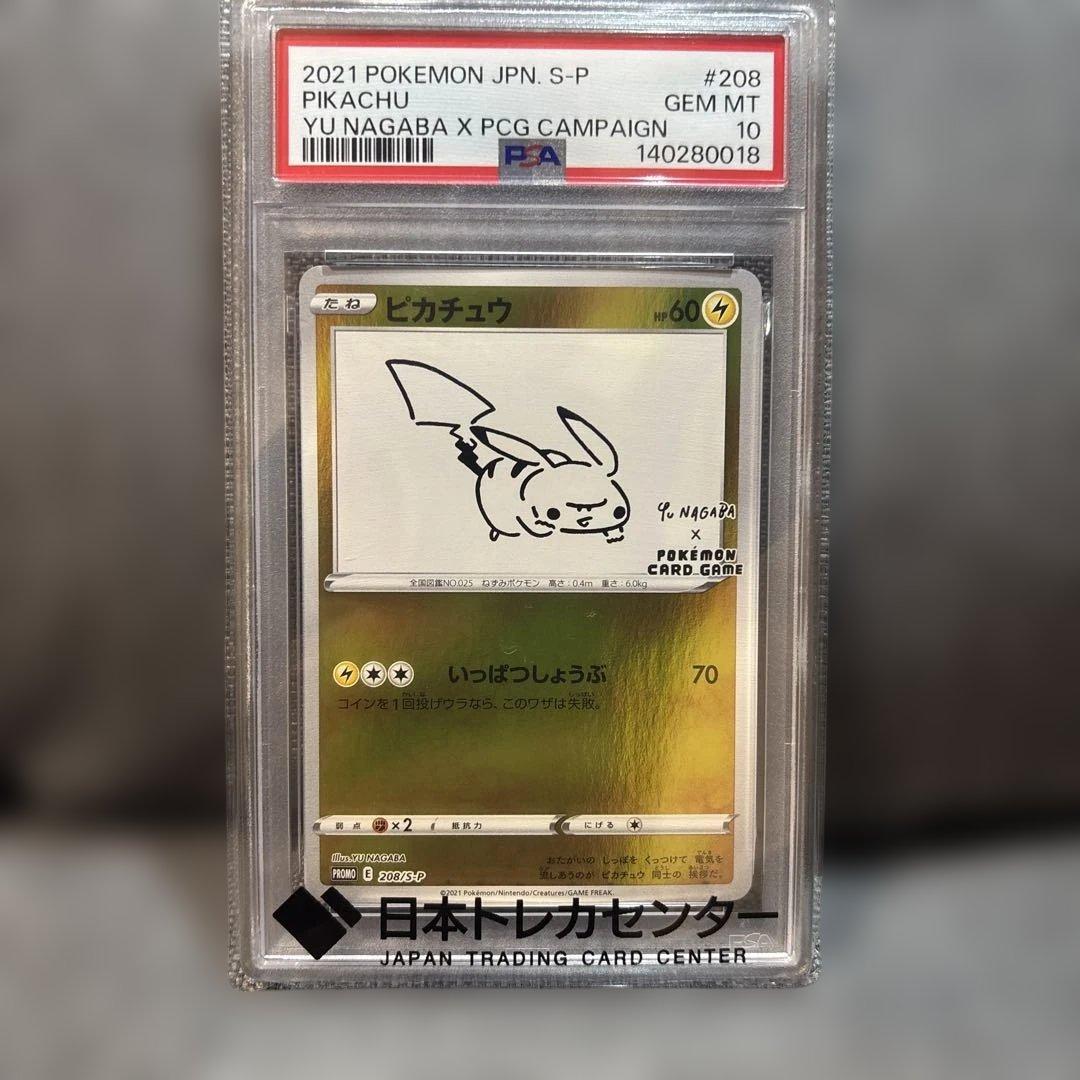 2021 POKEMON JPN. S-P #208
PIKACHU GEM MT
YU NAGABA X PCG CAMPAIGN 10
PSA 140280018
たね ピカチュウ HP60
Yu NAGABA
×
POKÉMON
CARD GAME
全国図鑑NO.025 ねずみポケモン 高さ:0.4m 重さ:6.0kg
いっぱつしょうぶ 70
コインを1回投げウラなら、このワザは失敗。
弱点 ×2 抵抗力 にげる
Illus.YU NAGABA
おたがいの しっぽを くっつけて 電気を
PROMO E 208/S-P
流しあうのが ピカチュウ 同士の 挨拶だ。
©2021 Pokémon/Nintendo/Creatures/GAME FREAK.
日本トレカセンター
JAPAN TRADING CARD CENTER
PSA